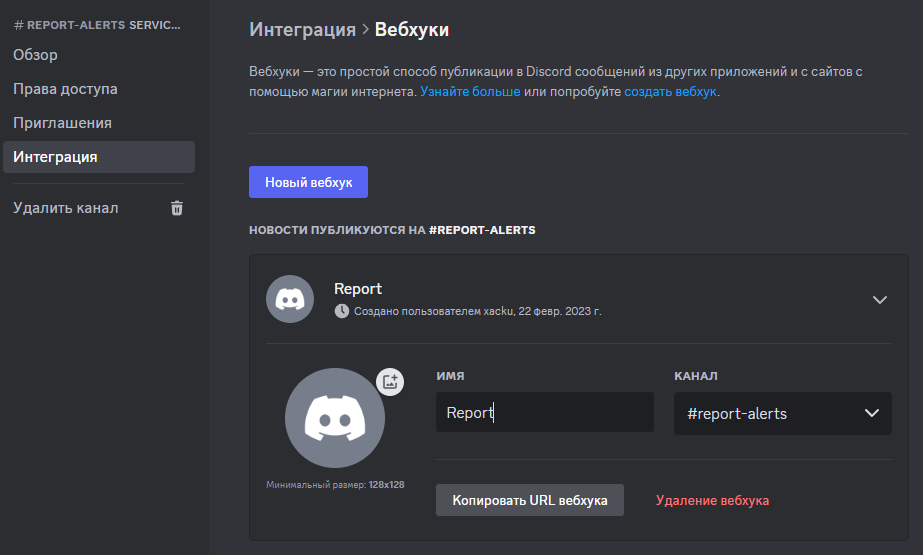 # REPORT-ALERTS SERVIC...
Обзор
Права доступа
Приглашения
Интеграция
Удалить канал
Интеграция > Вебхуки
Вебхуки — это простой способ публикации в Discord сообщений из других приложений и с сайтов с
помощью магии интернета. Узнайте больше или попробуйте создать вебхук.
Новый вебхук
НОВОСТИ ПУБЛИКУЮТСЯ НА #REPORT-ALERTS
Report
Создано пользователем xacku, 22 февр. 2023 г.
Минимальный размер: 128x128
ИМЯ
Report
КАНАЛ
#report-alerts
Копировать URL вебхука
Удаление вебхука